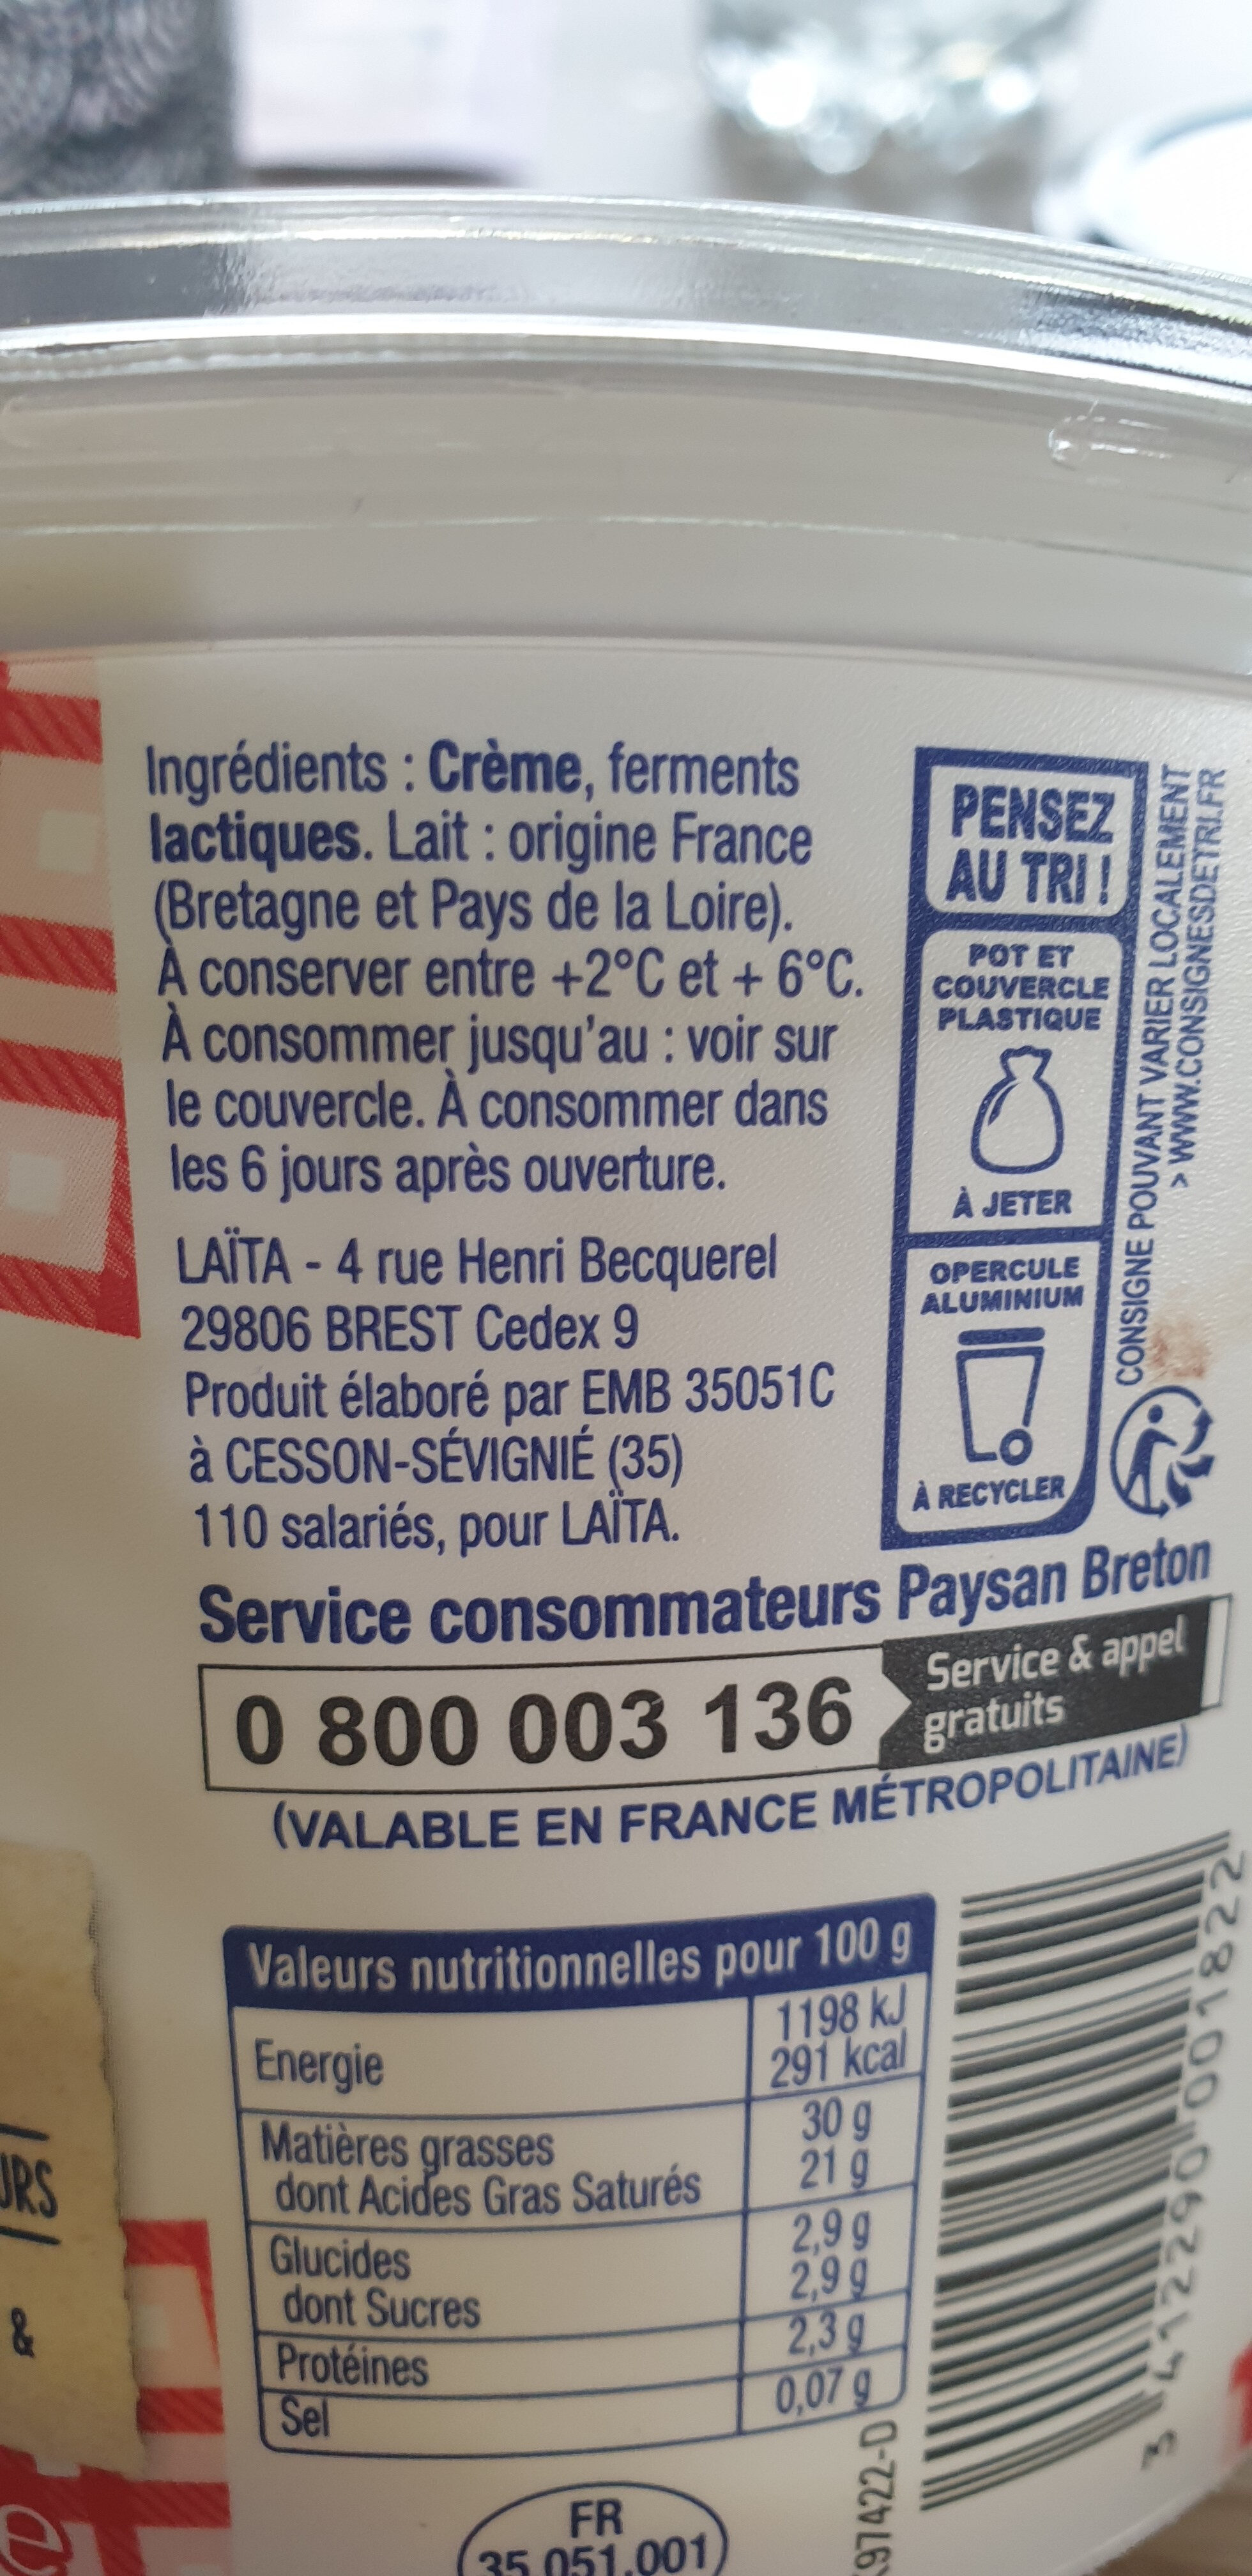 Ingrédients : Crème, ferments
lactiques. Lait : origine France
(Bretagne et Pays de la Loire).
À conserver entre +2°C et + 6°C.
À consommer jusqu'au : voir sur
le couvercle. À consommer dans
les 6 jours après ouverture.
LAÏTA - 4 rue Henri Becquerel
29806 BREST Cedex 9
Produit élaboré par EMB 35051C
à CESSON-SÉVIGNIÉ (35)
110 salariés, pour LAÏTA.
PENSEZ
AU TRI !
POT ET
COUVERCLE
PLASTIQUE
À JETER
OPERCULE
ALUMINIUM
À RECYCLER
CONSIGNE POUVANT VARIER LOCALEMENT
> WWW.CONSIGNESDETRI.FR
Service consommateurs Paysan Breton
0 800 003 136
Service & appel
gratuits
(VALABLE EN FRANCE MÉTROPOLITAINE)
Valeurs nutritionnelles pour 100 g
Energie 1198 kJ
291 kcal
Matières grasses 30 g
dont Acides Gras Saturés 21 g
Glucides 2,9 g
dont Sucres 2,9 g
Protéines 2,3 g
Sel 0,07 g
3 412290 001822
97422-D
FR
35.051.001
URS
&
e